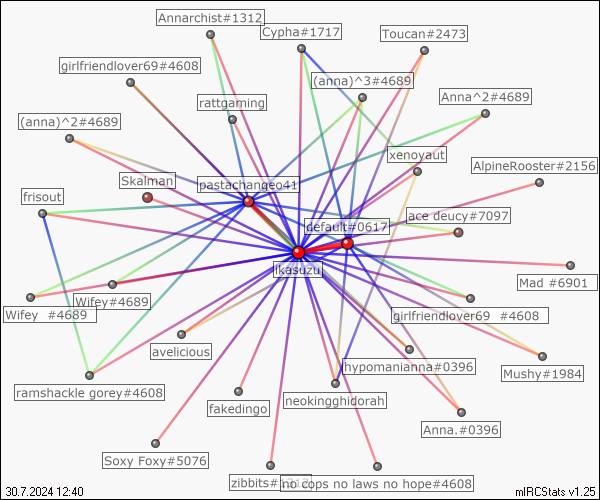 Annarchist#1312
Cypha#1717
Toucan#2473
girlfriendlover69#4608
(anna)^3#4689
rattgaming
Anna^2#4689
(anna)^2#4689
xenoyaut
AlpineRooster#2156
Skalman
pastachangeo41
frisout
default#0617
ace deucy#7097
likasuzu
Mad #6901
Wifey #4689
Wifey#4689
girlfriendlover69 #4608
avelicious
hypomanianna#0396
Mushy#1984
ramshackle gorey#4608
fakedingo
neokingghidorah
Anna.#0396
Soxy Foxy#5076
zibbits#1312
no cops no laws no hope#4608
30.7.2024 12:40
mIRCStats v1.25